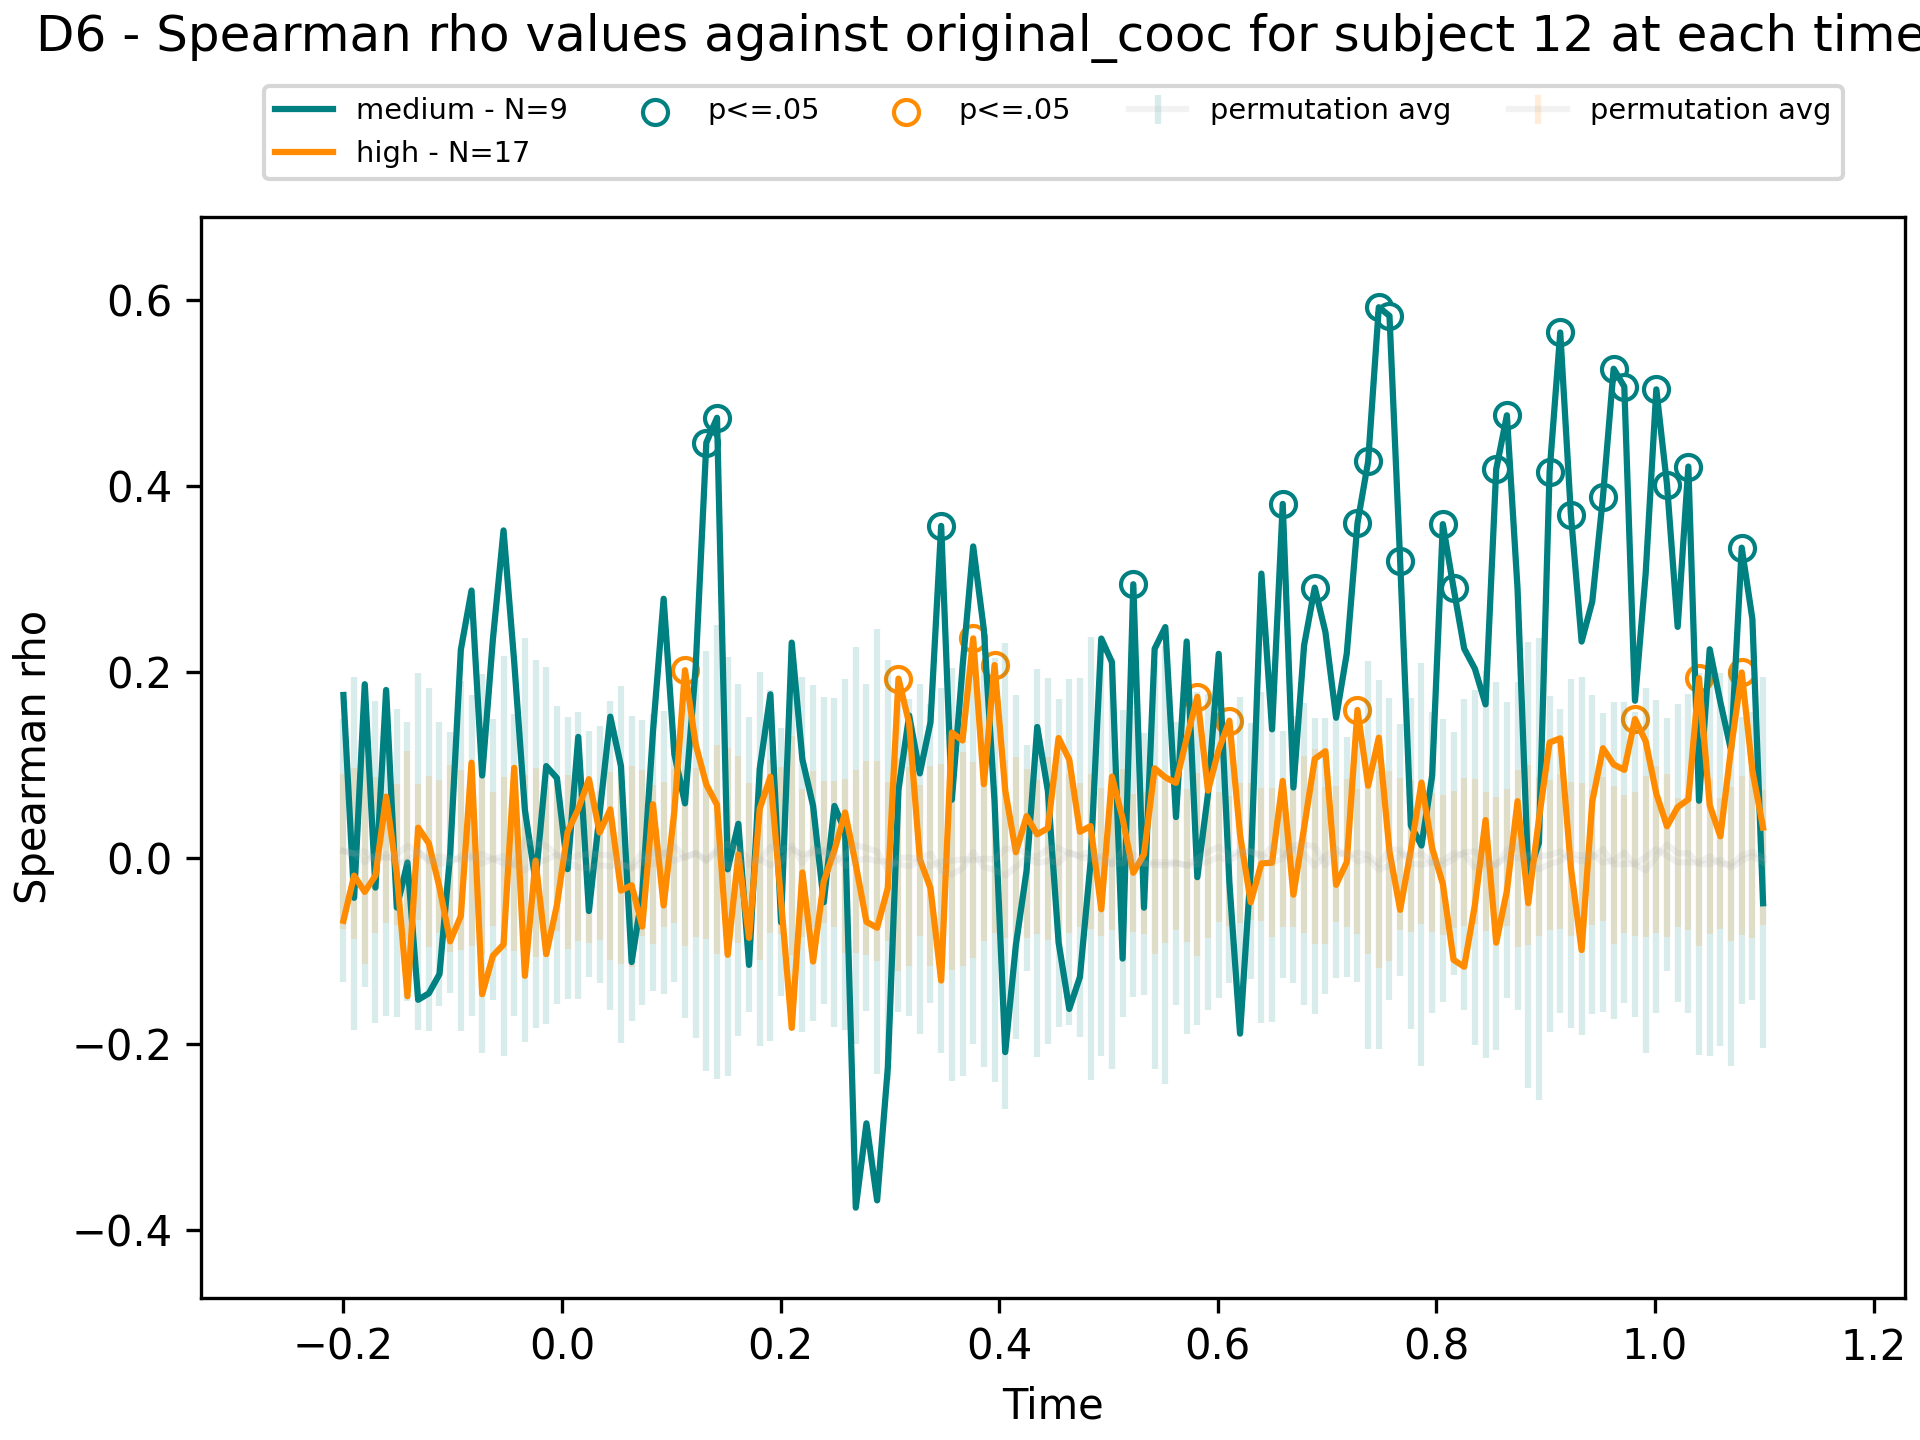 D6 - Spearman rho values against original_cooc for subject 12 at each time
medium - N=9
high - N=17
p<=.05
p<=.05
permutation avg
permutation avg
Spearman rho
0.6
0.4
0.2
0.0
−0.2
−0.4
−0.2 0.0 0.2 0.4 0.6 0.8 1.0 1.2
Time